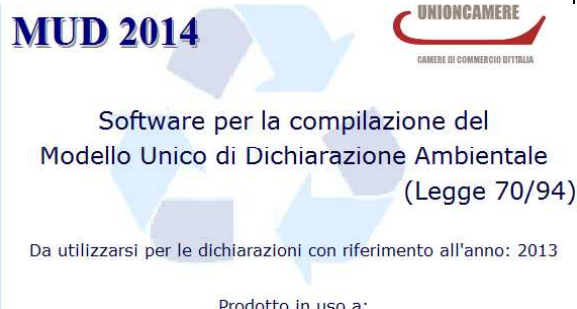 MUD 2014
UNIONCAMERE
CAMERE DI COMMERCIO D'ITALIA
Software per la compilazione del
Modello Unico di Dichiarazione Ambientale
(Legge 70/94)
Da utilizzarsi per le dichiarazioni con riferimento all'anno: 2013
Prodotto in uso a: